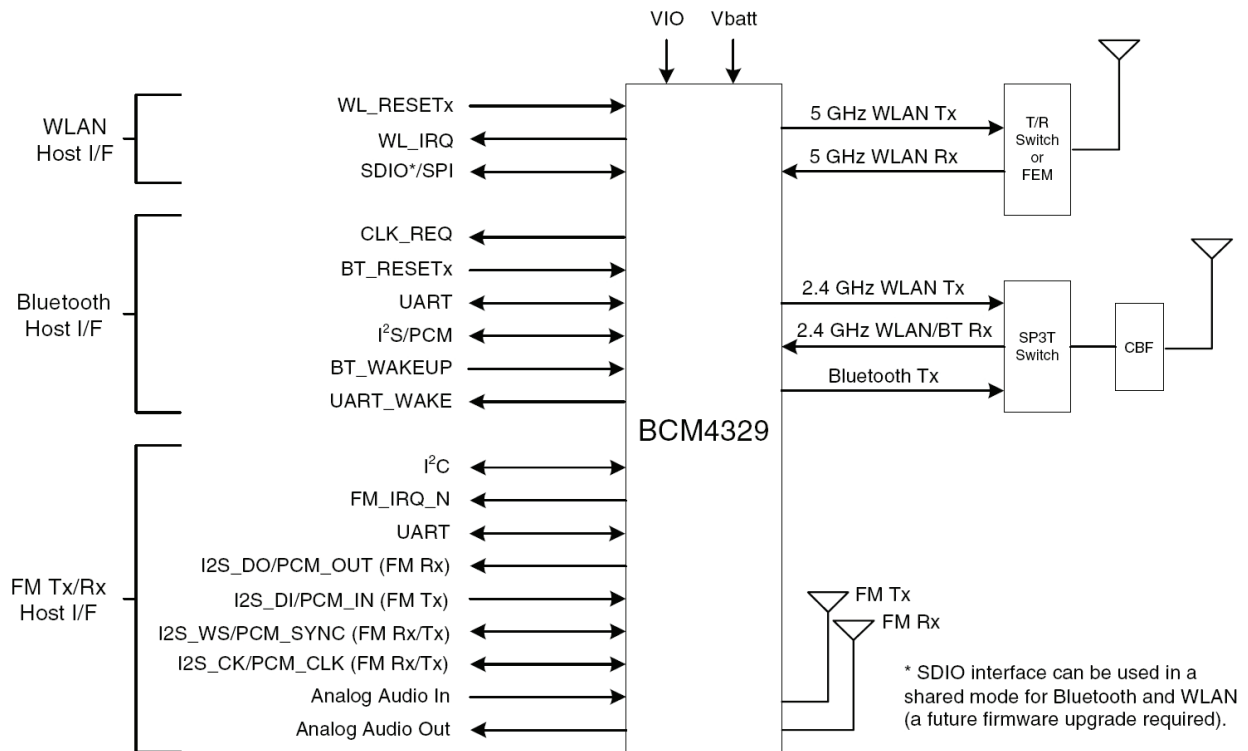 VIO
Vbatt
WLAN
Host I/F
WL_RESETx
WL_IRQ
SDIO*/SPI
Bluetooth
Host I/F
CLK_REQ
BT_RESETx
UART
I²S/PCM
BT_WAKEUP
UART_WAKE
FM Tx/Rx
Host I/F
I²C
FM_IRQ_N
UART
I2S_DO/PCM_OUT (FM Rx)
I2S_DI/PCM_IN (FM Tx)
I2S_WS/PCM_SYNC (FM Rx/Tx)
I2S_CK/PCM_CLK (FM Rx/Tx)
Analog Audio In
Analog Audio Out
BCM4329
5 GHz WLAN Tx
5 GHz WLAN Rx
T/R
Switch
or
FEM
2.4 GHz WLAN Tx
2.4 GHz WLAN/BT Rx
Bluetooth Tx
SP3T
Switch
CBF
FM Tx
FM Rx
* SDIO interface can be used in a
shared mode for Bluetooth and WLAN
(a future firmware upgrade required).